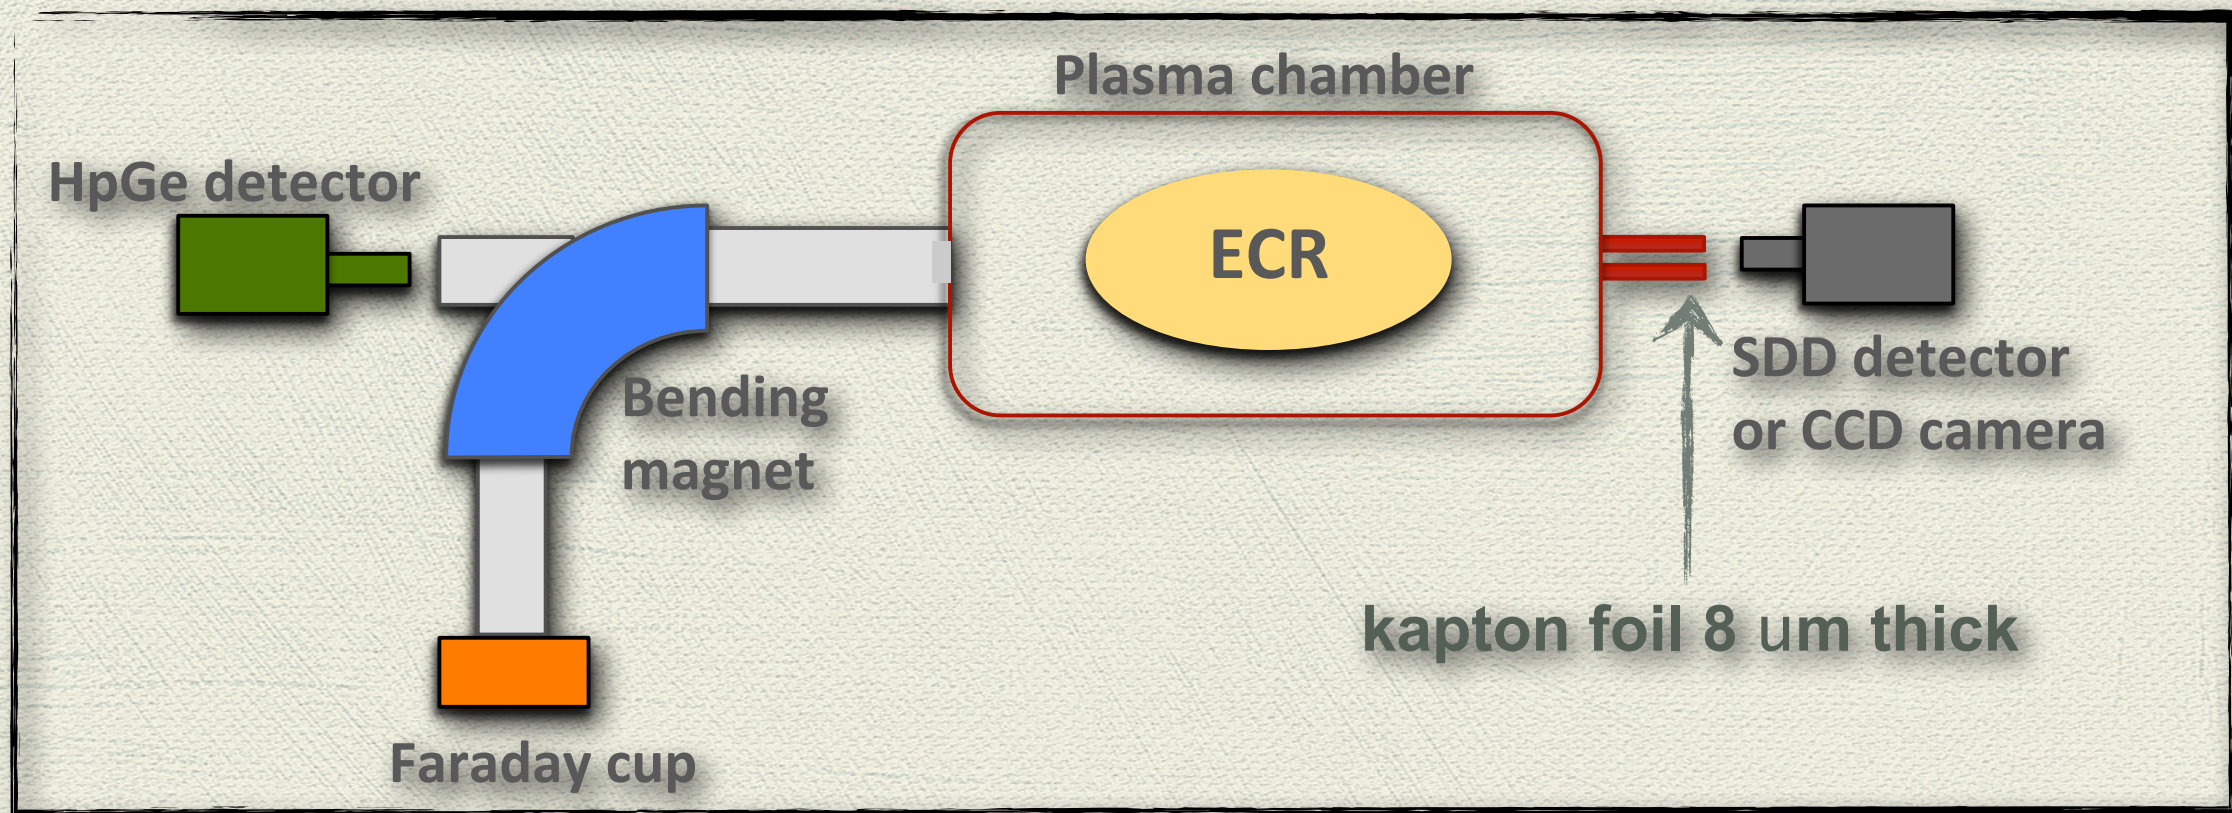 Plasma chamber
HpGe detector
ECR
SDD detector
or CCD camera
Bending
magnet
kapton foil 8 um thick
Faraday cup